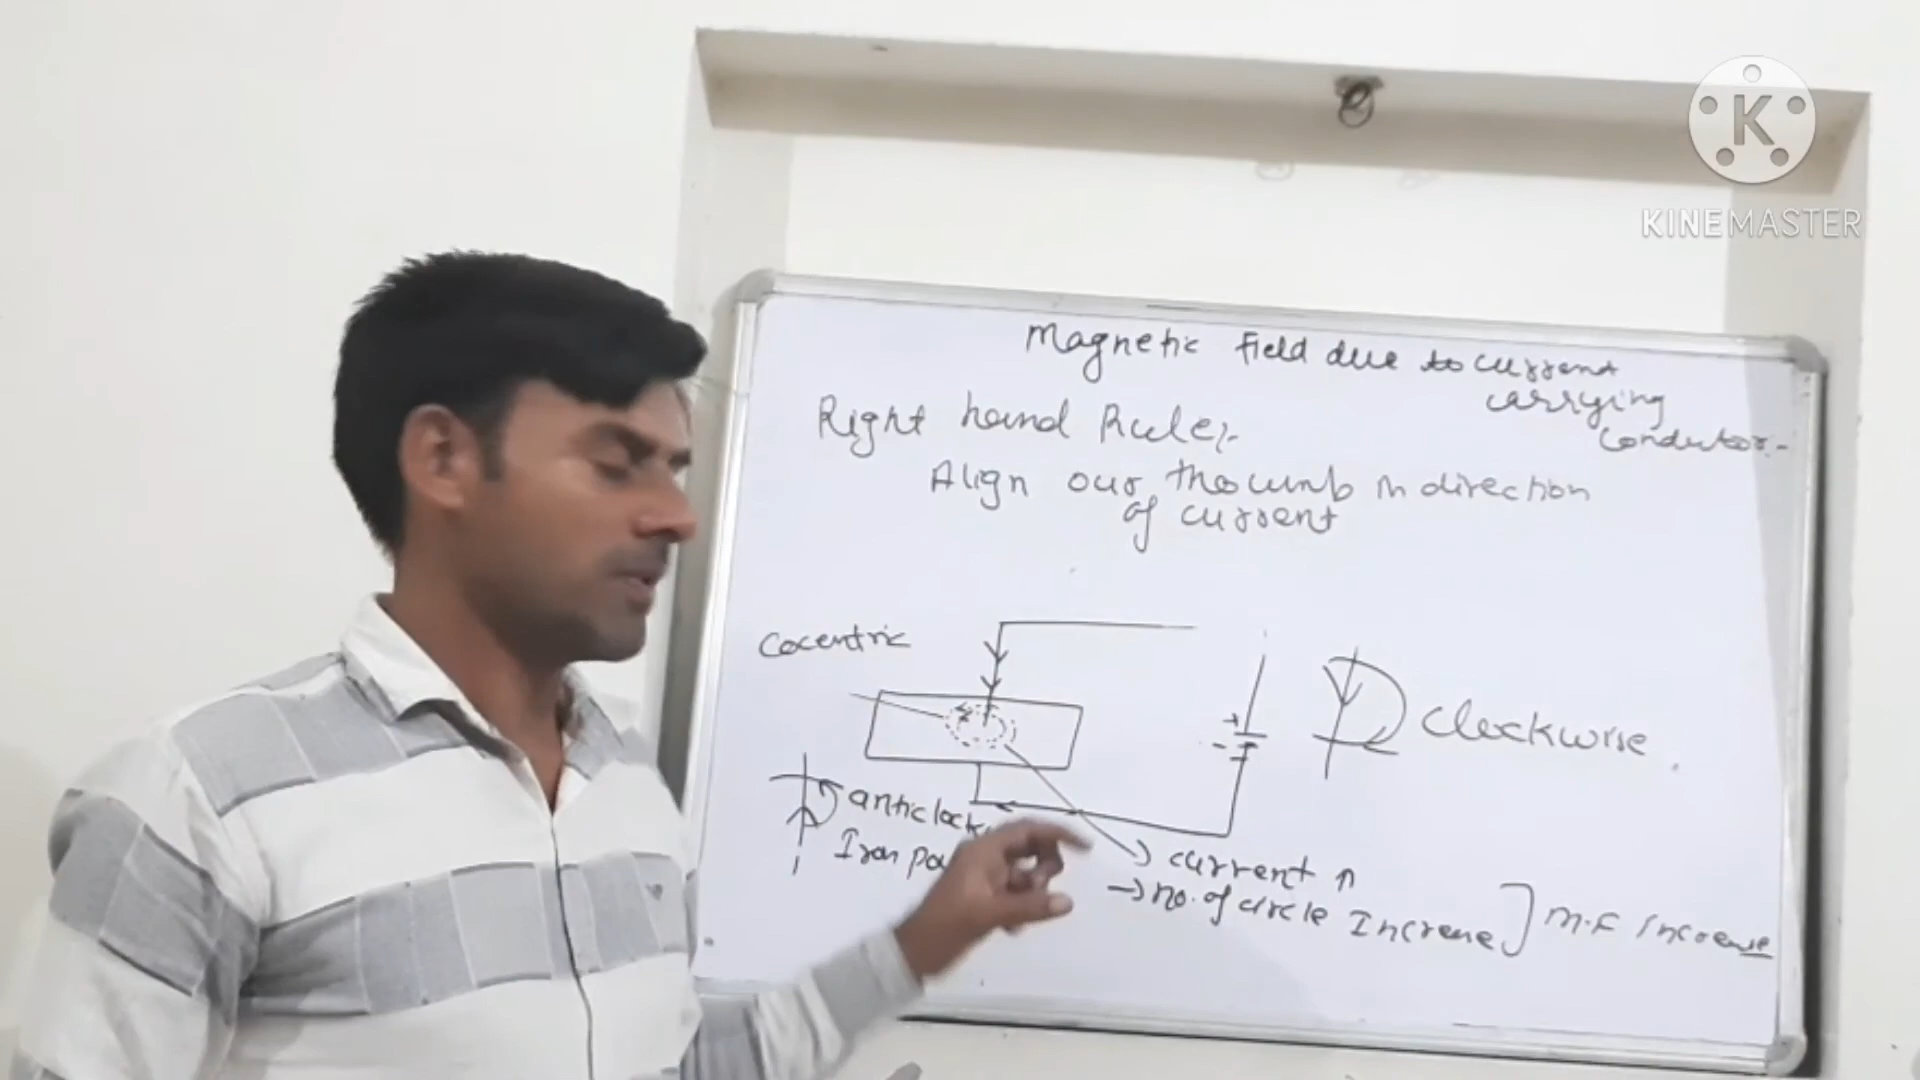 K
KINEMASTER
Magnetic field due to current
carrying
conductor:-
Right hand Rule:-
Align our thoumb in direction
of current
Cocentric
clockwise
anticlock
Iron po
current ↑
→ no. of circle Increase ] M.F Increase